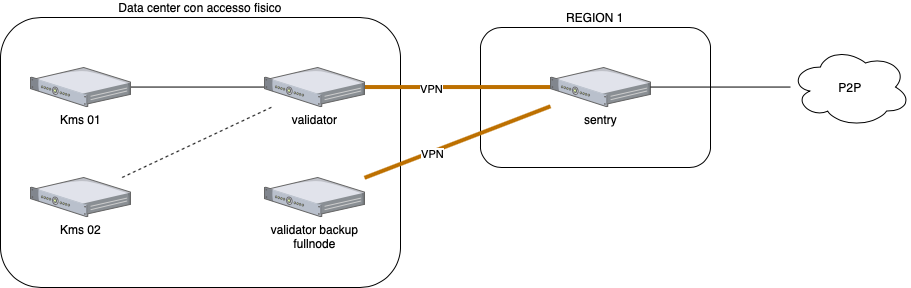 Data center con accesso fisico
REGION 1
Kms 01
validator
VPN
sentry
P2P
VPN
Kms 02
validator backup
fullnode